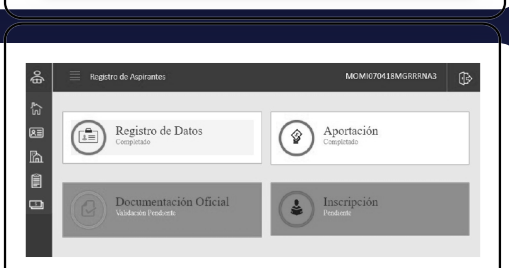 Registro de Aspirantes
MOMI070418MGRRRNA3
Registro de Datos
Completado
Aportación
Completado
Documentación Oficial
Validación Pendiente
Inscripción
Pendiente